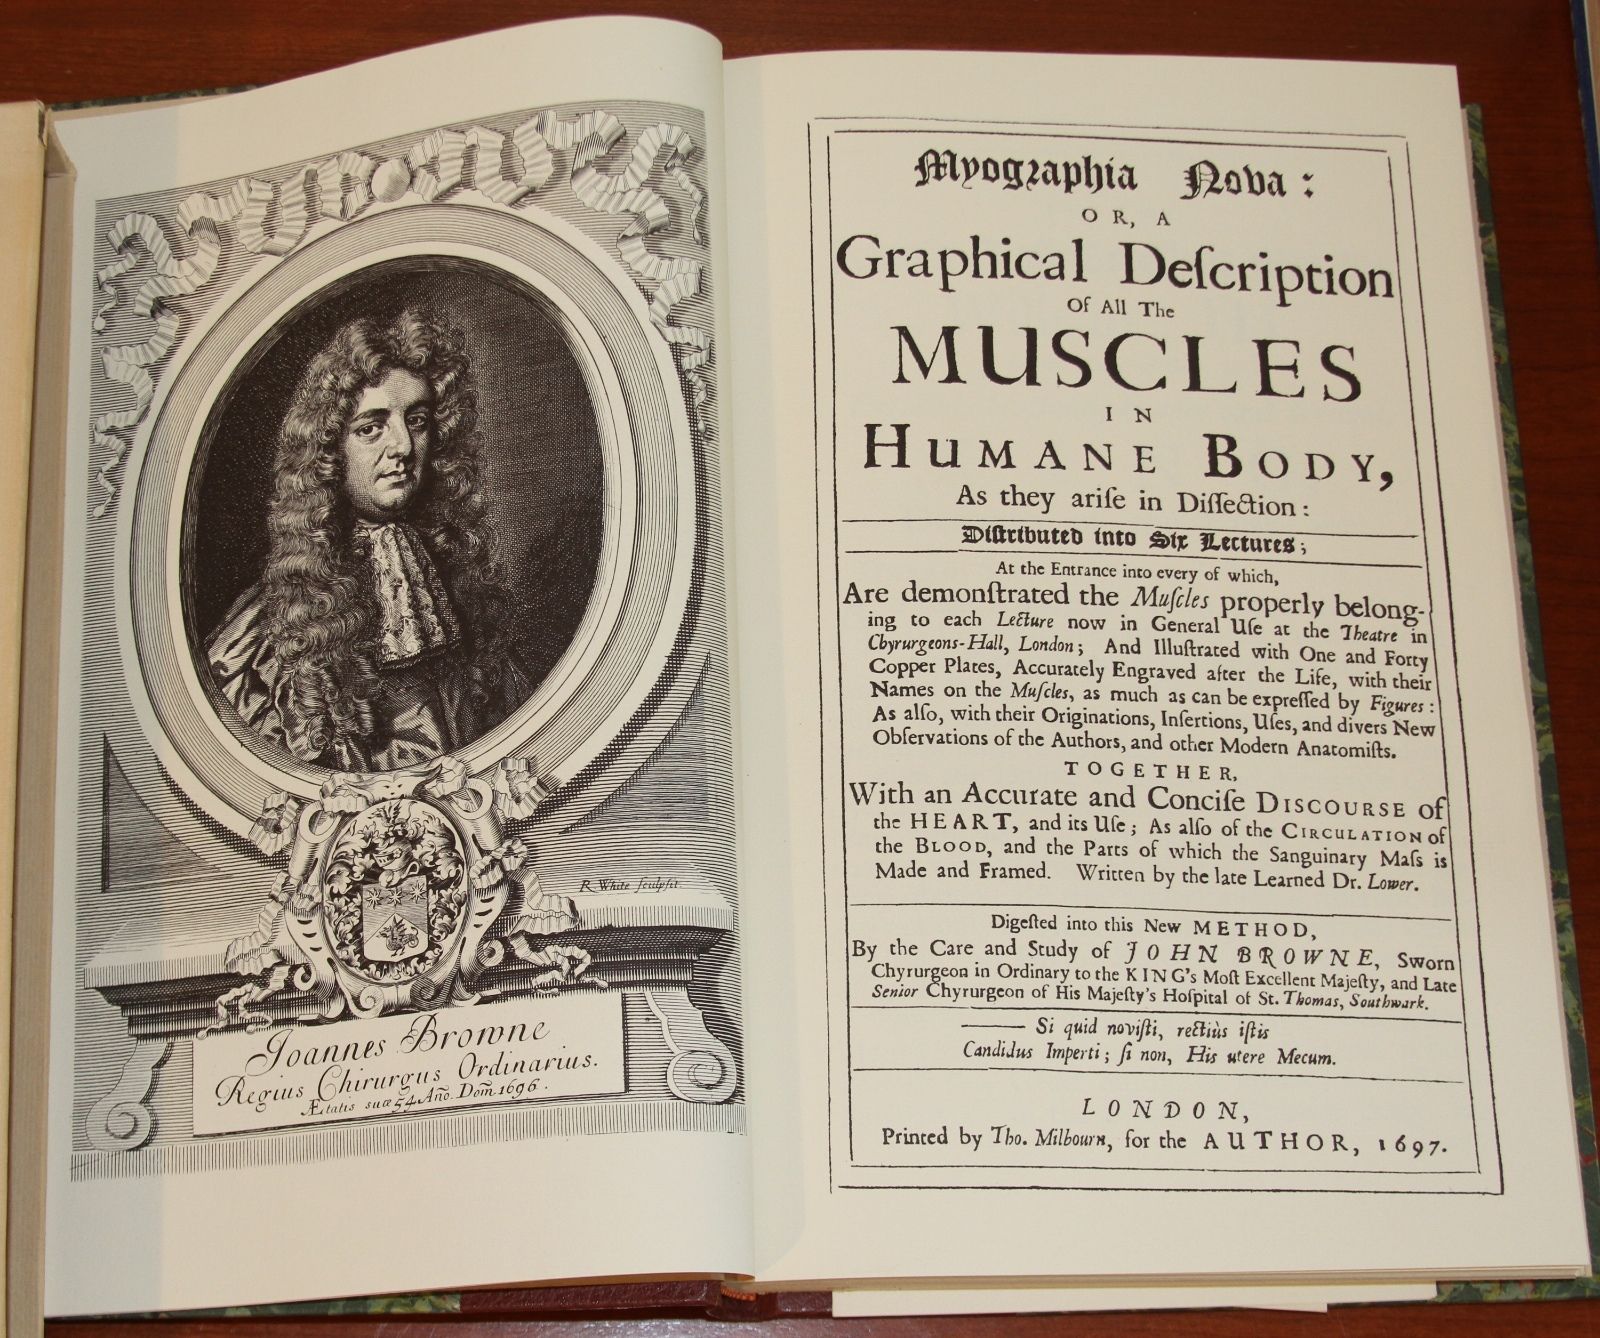 R White sculpsit.
Joannes Browne
Regius Chirurgus Ordinarius.
Ætatis suæ 54 Año. Dom̃ 1696.
Myographia Nova:
OR, A
Graphical Deſcription
Of All The
MUSCLES
IN
HUMANE BODY,
As they ariſe in Diſſection:
Diſtributed into Six Lectures;
At the Entrance into every of which,
Are demonſtrated the Muſcles properly belong-
ing to each Lecture now in General Uſe at the Theatre in
Chyrurgeons-Hall, London; And Illuſtrated with One and Forty
Copper Plates, Accurately Engraved after the Life, with their
Names on the Muſcles, as much as can be expreſſed by Figures:
As alſo, with their Originations, Inſertions, Uſes, and divers New
Obſervations of the Authors, and other Modern Anatomiſts.
TOGETHER,
With an Accurate and Conciſe DISCOURSE of
the HEART, and its Uſe; As alſo of the CIRCULATION of
the BLOOD, and the Parts of which the Sanguinary Maſs is
Made and Framed. Written by the late Learned Dr. Lower.
Digeſted into this New METHOD,
By the Care and Study of JOHN BROWNE, Sworn
Chyrurgeon in Ordinary to the KING's Moſt Excellent Majeſty, and Late
Senior Chyrurgeon of His Majeſty's Hoſpital of St. Thomas, Southwark.
—— Si quid noviſti, rectiùs iſtis
Candidus Imperti; ſi non, His utere Mecum.
LONDON,
Printed by Tho. Milbourn, for the AUTHOR, 1697.